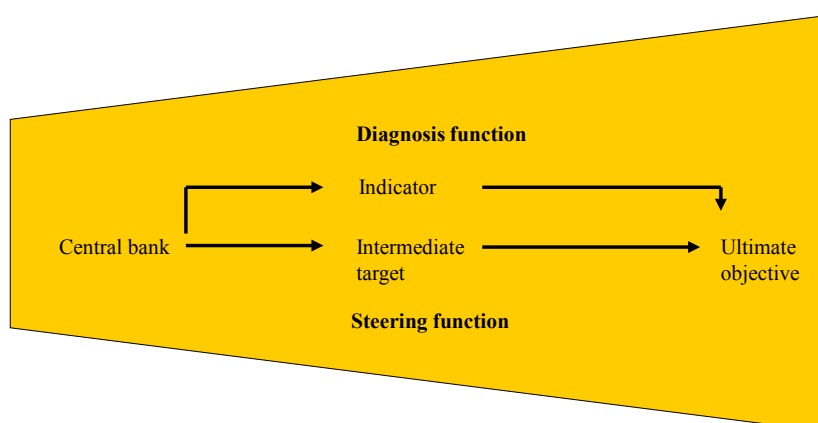 Diagnosis function
Indicator
Central bank
Intermediate
target
Ultimate
objective
Steering function